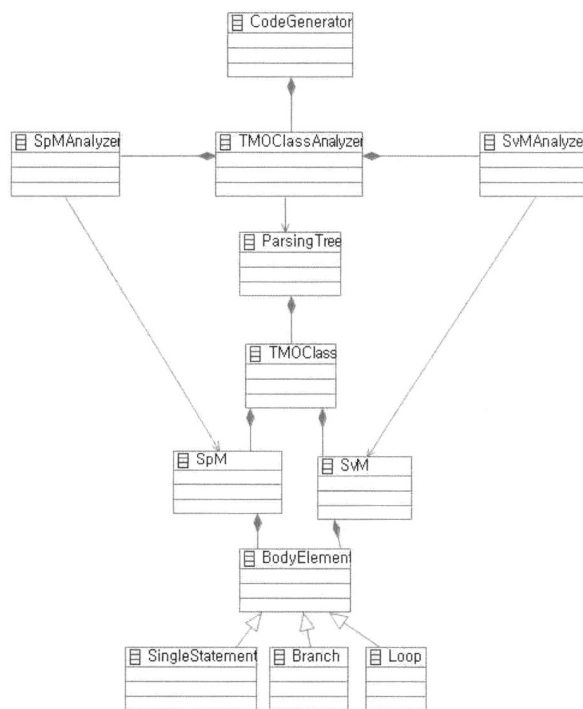 CodeGenerator
SpMAnalyzer
TMOClassAnalyzer
SvMAnalyze
ParsingTree
TMOClass
SpM
SvM
BodyElement
SingleStatement
Branch
Loop